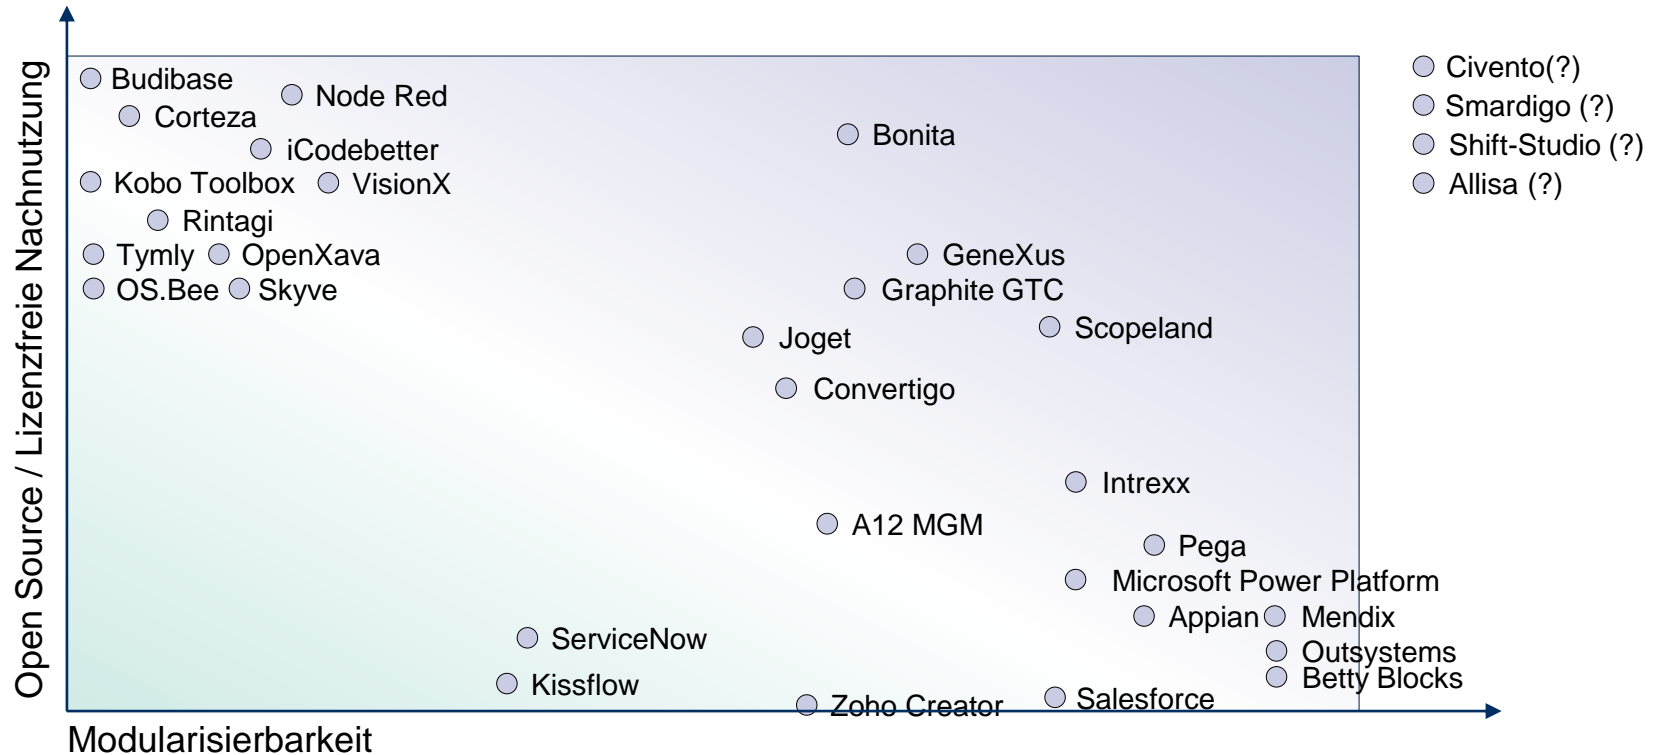 Open Source / Lizenzfreie Nachnutzung
Budibase
Node Red
Corteza
iCodebetter
Kobo Toolbox
VisionX
Rintagi
Tymly
OpenXava
OS.Bee
Skyve
Bonita
GeneXus
Graphite GTC
Scopeland
Joget
Convertigo
Intrexx
A12 MGM
Pega
Microsoft Power Platform
Appian
Mendix
ServiceNow
Outsystems
Betty Blocks
Kissflow
Zoho Creator
Salesforce
Civento(?)
Smardigo (?)
Shift-Studio (?)
Allisa (?)
Modularisierbarkeit